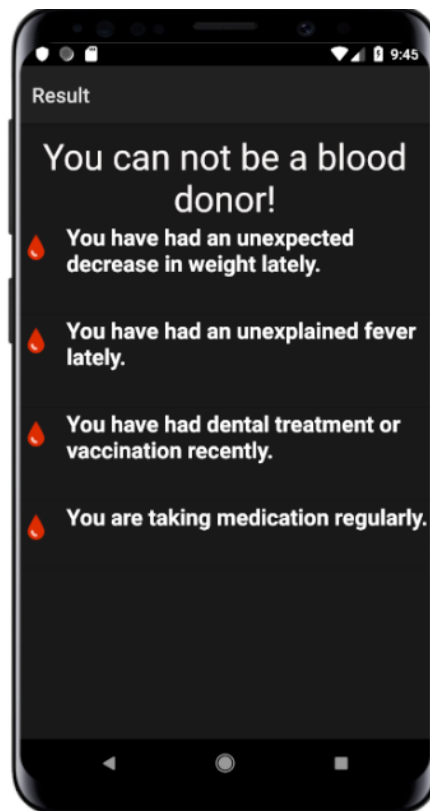 9:45
Result
You can not be a blood
donor!
You have had an unexpected
decrease in weight lately.
You have had an unexplained fever
lately.
You have had dental treatment or
vaccination recently.
You are taking medication regularly.